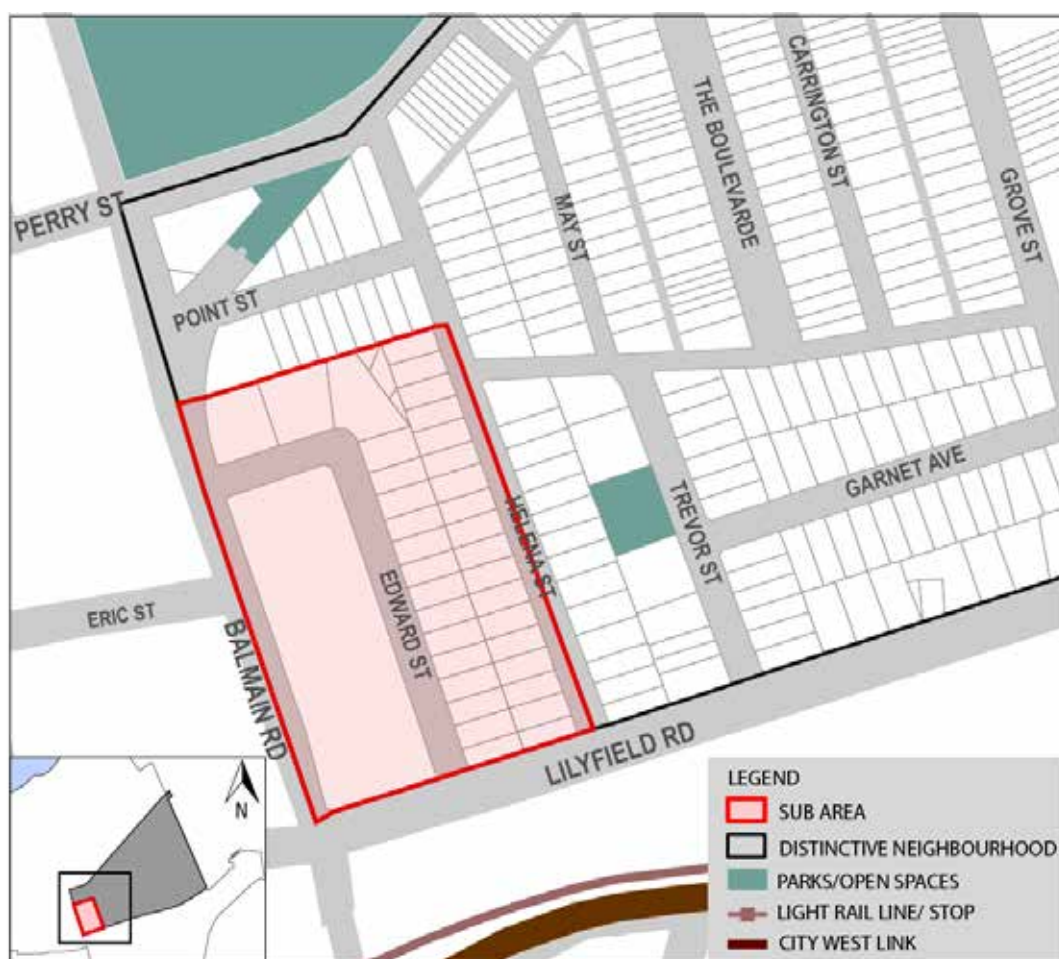 CARRINGTON ST
THE BOULEVARDE
GROVE ST
MAY ST
PERRY ST
POINT ST
GARNET AVE
TREVOR ST
HELENA ST
EDWARD ST
ERIC ST
BALMAIN RD
LILYFIELD RD
N
LEGEND
SUB AREA
DISTINCTIVE NEIGHBOURHOOD
PARKS/OPEN SPACES
LIGHT RAIL LINE/ STOP
CITY WEST LINK